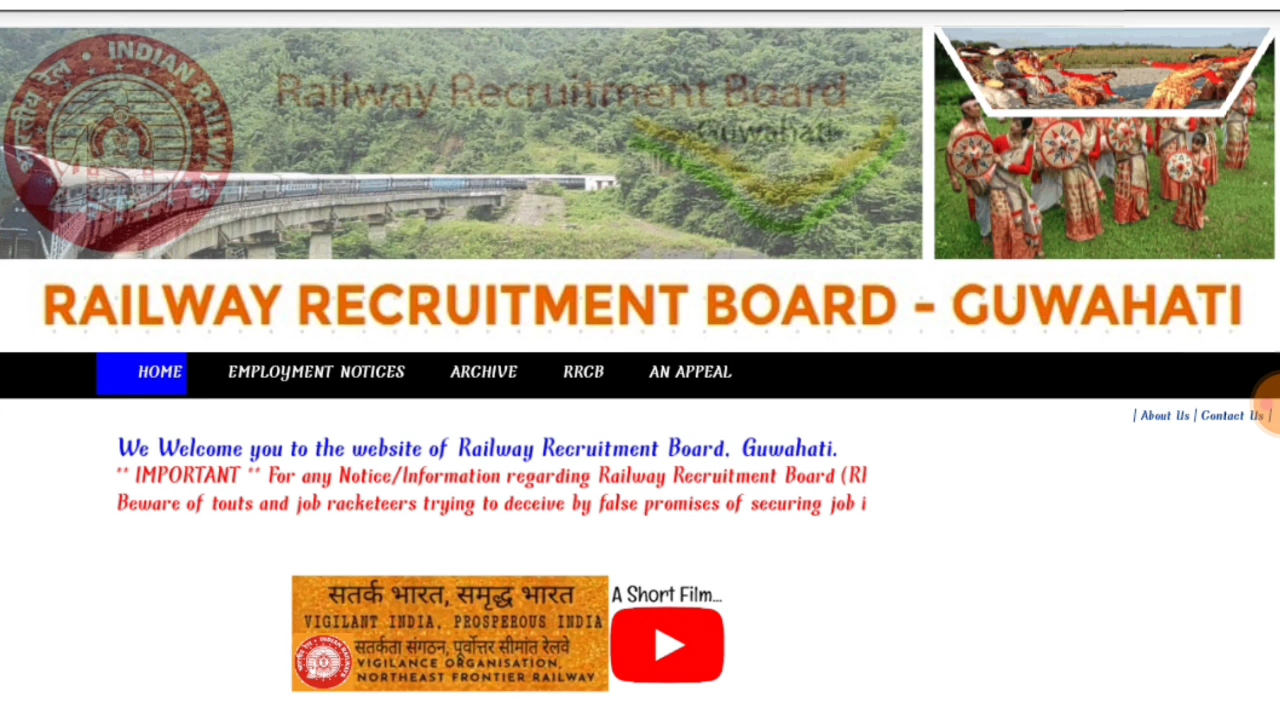 INDIAN RAILWAY
भारतीय रेल
Railway Recruitment Board
Guwahati
RAILWAY RECRUITMENT BOARD - GUWAHATI
HOME EMPLOYMENT NOTICES ARCHIVE RRCB AN APPEAL
| About Us | Contact Us |
We Welcome you to the website of Railway Recruitment Board, Guwahati.
** IMPORTANT ** For any Notice/Information regarding Railway Recruitment Board (RI
Beware of touts and job racketeers trying to deceive by false promises of securing job i
सतर्क भारत, समृद्ध भारत
VIGILANT INDIA, PROSPEROUS INDIA
सतर्कता संगठन, पूर्वोत्तर सीमांत रेलवे
VIGILANCE ORGANISATION,
NORTHEAST FRONTIER RAILWAY
A Short Film...